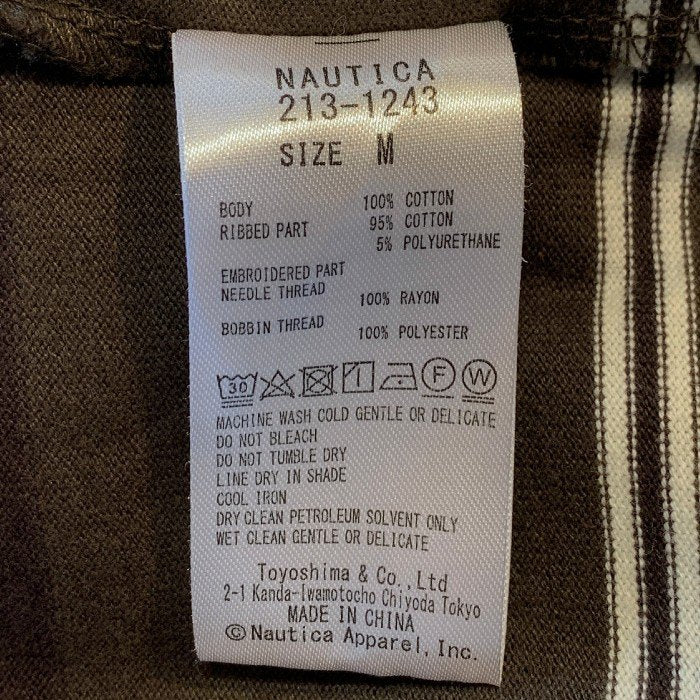 NAUTICA
213-1243
SIZE M
BODY 100% COTTON
RIBBED PART 95% COTTON
5% POLYURETHANE
EMBROIDERED PART
NEEDLE THREAD 100% RAYON
BOBBIN THREAD 100% POLYESTER
30 F W
MACHINE WASH COLD GENTLE OR DELICATE
DO NOT BLEACH
DO NOT TUMBLE DRY
LINE DRY IN SHADE
COOL IRON
DRY CLEAN PETROLEUM SOLVENT ONLY
WET CLEAN GENTLE OR DELICATE
Toyoshima & Co.,Ltd
2-1 Kanda-Iwamotocho Chiyoda Tokyo
MADE IN CHINA
©Nautica Apparel, Inc.